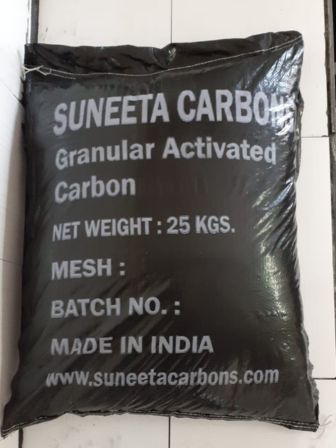 SUNEETA CARBON
Granular Activated
Carbon
NET WEIGHT : 25 KGS.
MESH :
BATCH NO. :
MADE IN INDIA
www.suneetacarbons.com